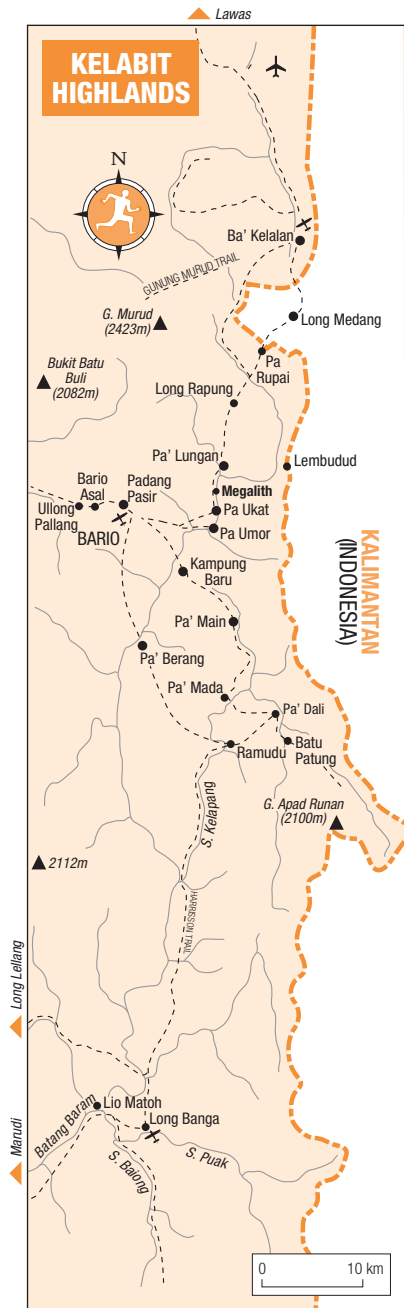 Lawas
KELABIT
HIGHLANDS
N
Ba' Kelalan
GUNUNG MURUD TRAIL
G. Murud
(2423m)
Long Medang
Pa
Rupai
Bukit Batu
Buli
(2082m)
Long Rapung
Pa' Lungan
Lembudud
Megalith
Bario
Asal
Padang
Pasir
Pa Ukat
Ullong
Pallang
BARIO
Pa Umor
KALIMANTAN
(INDONESIA)
Kampung
Baru
Pa' Main
Pa' Berang
Pa' Mada
Pa' Dali
Ramudu
Batu
Patung
S. Kelapang
G. Apad Runan
(2100m)
2112m
HARRISSON TRAIL
Long Lellang
Lio Matoh
Long Banga
Batang Baram
Marudi
S. Balong
S. Puak
0 10 km